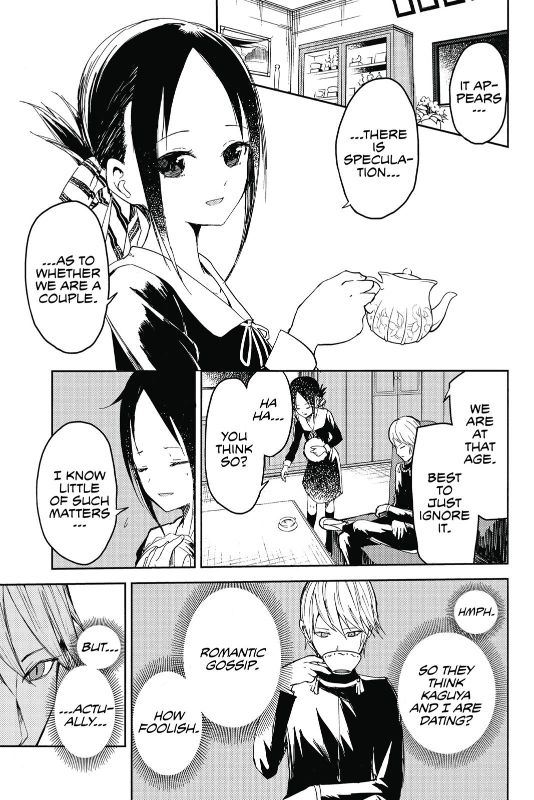 IT AP-
PEARS
...
...THERE
IS
SPECULA-
TION...
...AS TO
WHETHER
WE ARE A
COUPLE.
WE ARE
AT THAT
AGE.
BEST
TO
JUST
IGNORE
IT.
HA
HA...
YOU
THINK
SO?
I KNOW
LITTLE
OF SUCH
MATTERS
...
HMPH.
SO THEY
THINK
KAGUYA
AND I ARE
DATING?
ROMANTIC
GOSSIP.
HOW
FOOLISH.
BUT...
...ACTU-
ALLY...